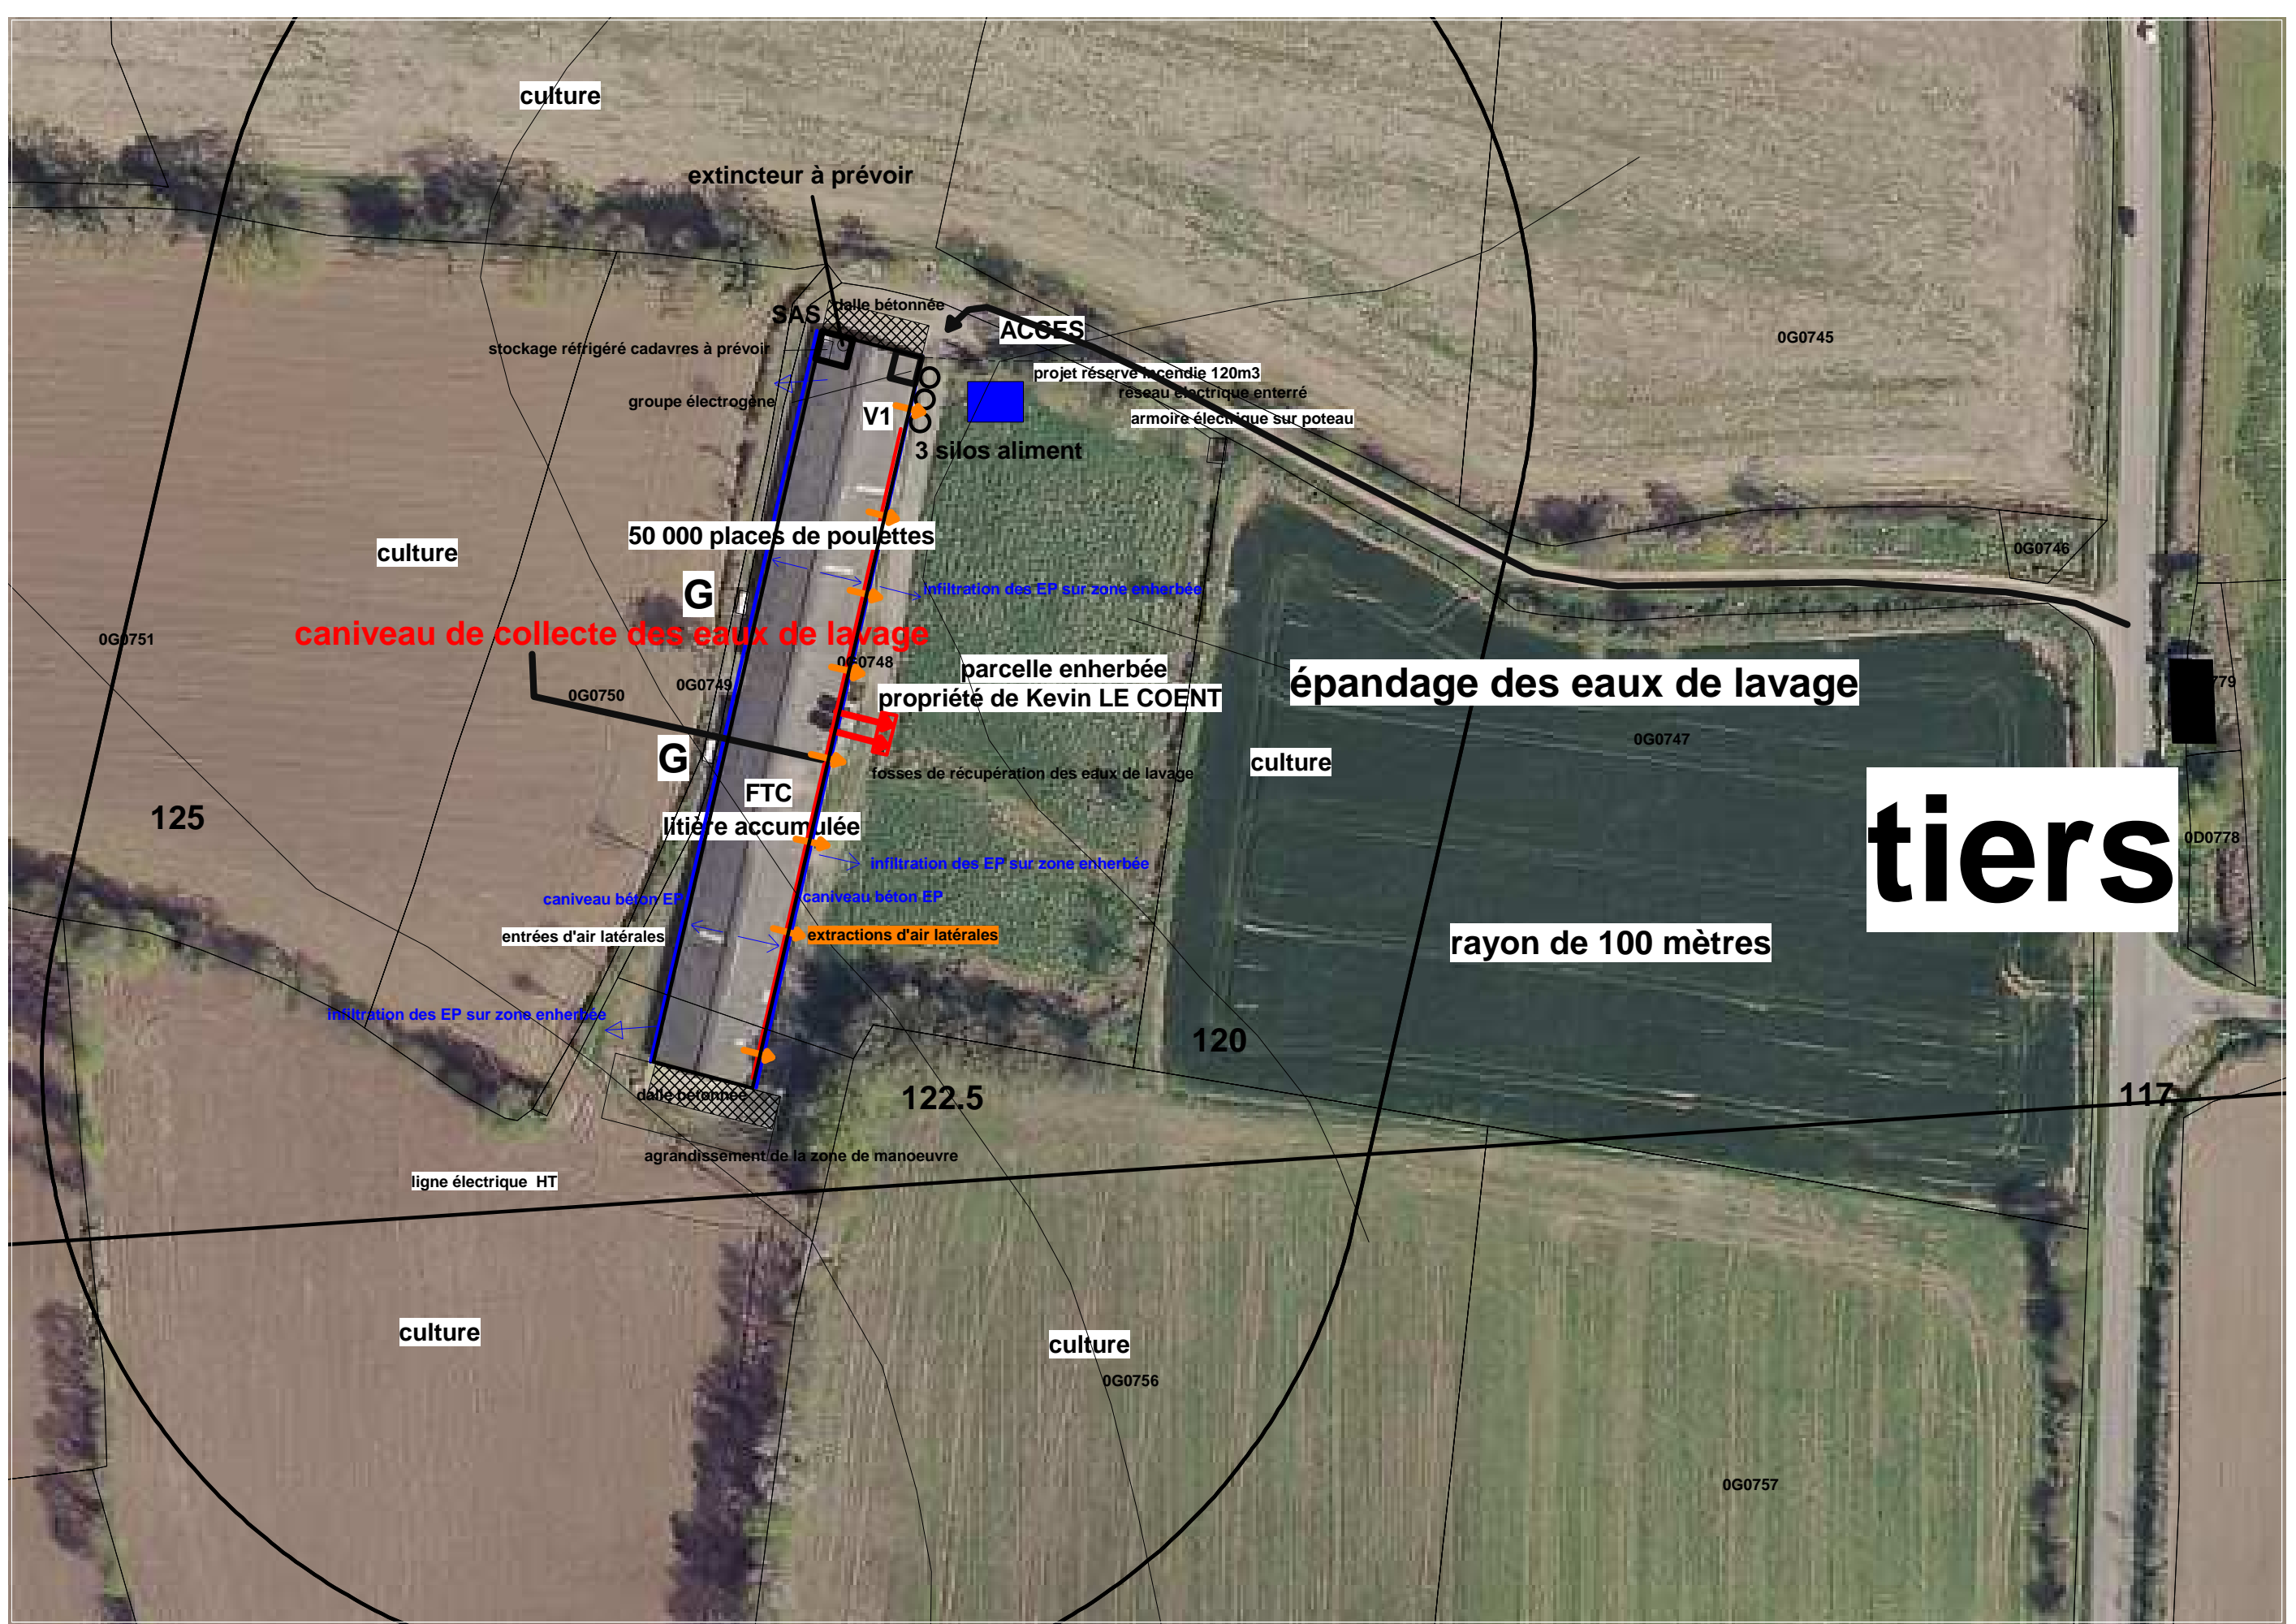 culture
extincteur à prévoir
SAS
dalle bétonnée
ACCES
stockage réfrigéré cadavres à prévoir
0G0745
projet réserve incendie 120m3
réseau électrique enterré
groupe électrogène
V1
armoire électrique sur poteau
3 silos aliment
50 000 places de poulettes
culture
0G0746
G
infiltration des EP sur zone enherbée
caniveau de collecte des eaux de lavage
0G0751
0G0748
parcelle enherbée
propriété de Kevin LE COENT
épandage des eaux de lavage
0G0749
0G0750
779
0G0747
G
culture
fosses de récupération des eaux de lavage
FTC
litière accumulée
125
tiers
0D0778
infiltration des EP sur zone enherbée
caniveau béton EP
caniveau béton EP
entrées d'air latérales
extractions d'air latérales
rayon de 100 mètres
infiltration des EP sur zone enherbée
120
dalle bétonnée
122.5
117
agrandissement de la zone de manoeuvre
ligne électrique HT
culture
culture
0G0756
0G0757